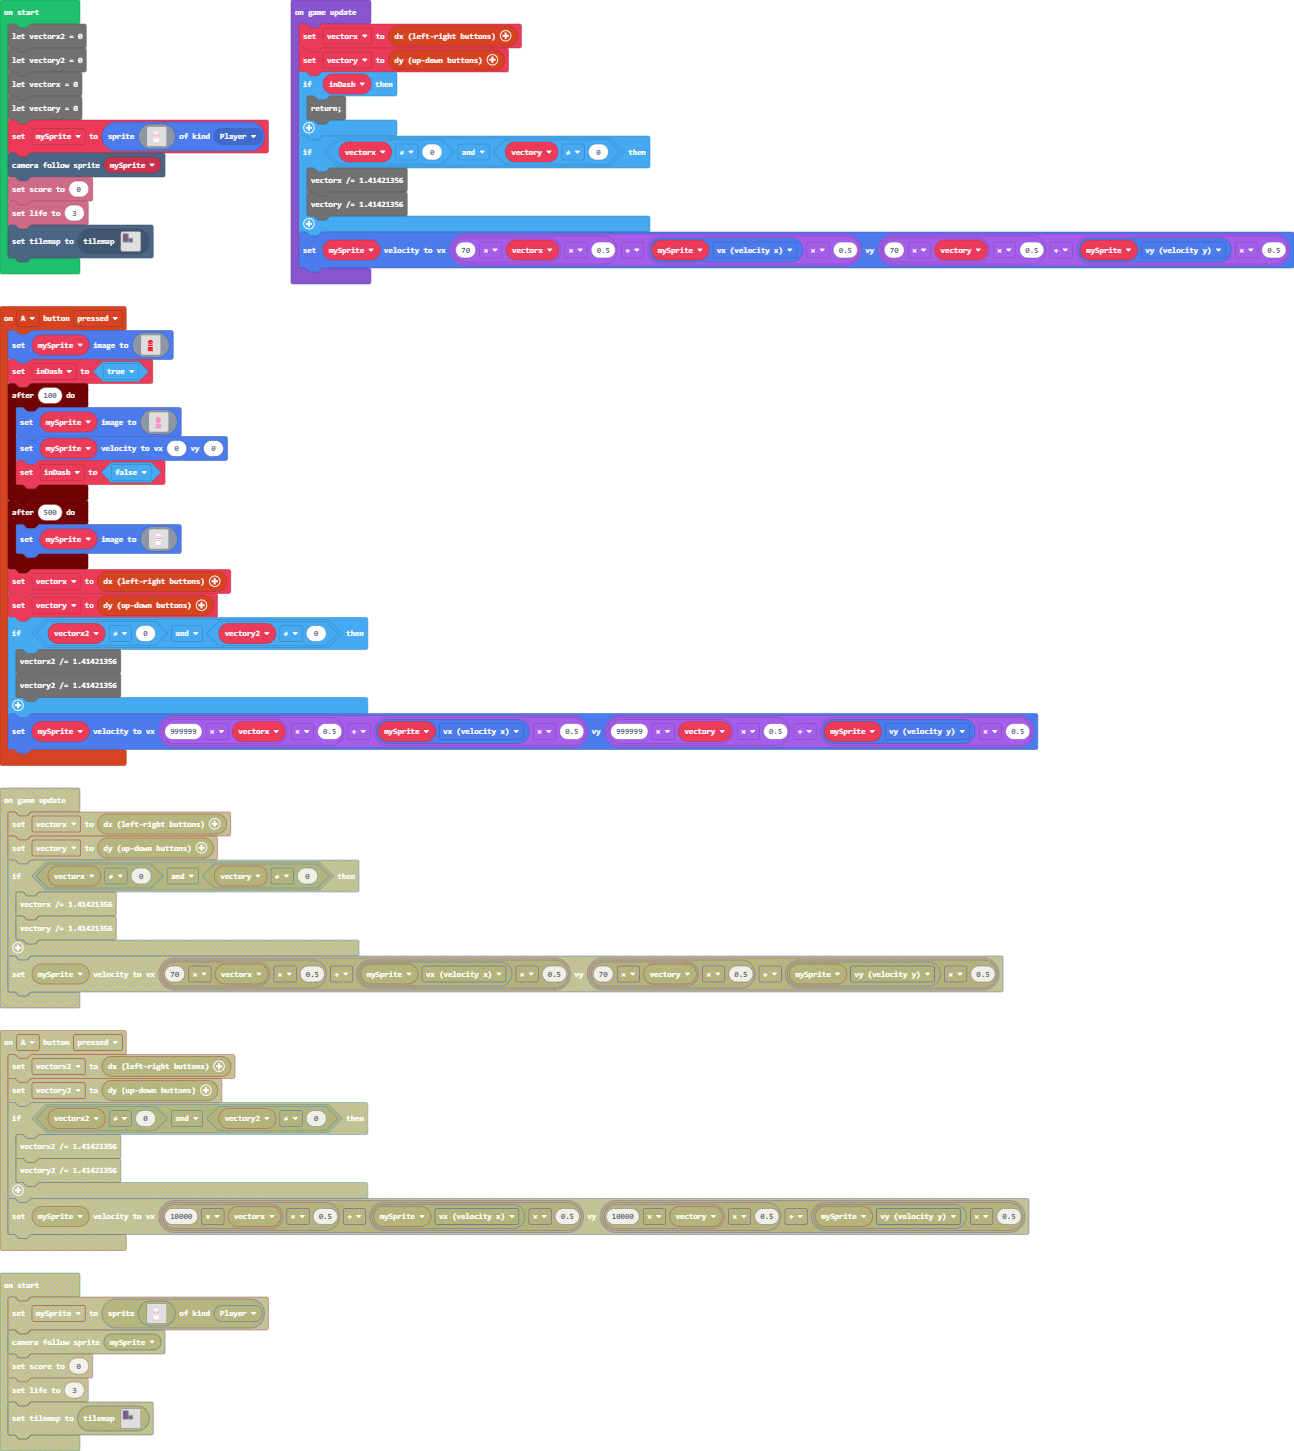 on start
let vectorx2 = 0
let vectory2 = 0
let vectorx = 0
let vectory = 0
set mySprite to sprite of kind Player
camera follow sprite mySprite
set score to 0
set life to 3
set tilemap to tilemap
on game update
set vectorx to dx (left-right buttons)
set vectory to dy (up-down buttons)
if inDash then
return;
if vectorx ≠ 0 and vectory ≠ 0 then
vectorx /= 1.41421356
vectory /= 1.41421356
set mySprite velocity to vx 70 × vectorx × 0.5 + mySprite vx (velocity x) × 0.5 vy 70 × vectory × 0.5 + mySprite vy (velocity y) × 0.5
on A button pressed
set mySprite image to
set inDash to true
after 100 do
set mySprite image to
set mySprite velocity to vx 0 vy 0
set inDash to false
after 500 do
set mySprite image to
set vectorx to dx (left-right buttons)
set vectory to dy (up-down buttons)
if vectorx2 ≠ 0 and vectory2 ≠ 0 then
vectorx2 /= 1.41421356
vectory2 /= 1.41421356
set mySprite velocity to vx 999999 × vectorx × 0.5 + mySprite vx (velocity x) × 0.5 vy 999999 × vectory × 0.5 + mySprite vy (velocity y) × 0.5
on game update
set vectorx to dx (left-right buttons)
set vectory to dy (up-down buttons)
if vectorx ≠ 0 and vectory ≠ 0 then
vectorx /= 1.41421356
vectory /= 1.41421356
set mySprite velocity to vx 70 × vectorx × 0.5 + mySprite vx (velocity x) × 0.5 vy 70 × vectory × 0.5 + mySprite vy (velocity y) × 0.5
on A button pressed
set vectorx2 to dx (left-right buttons)
set vectory2 to dy (up-down buttons)
if vectorx2 ≠ 0 and vectory2 ≠ 0 then
vectorx2 /= 1.41421356
vectory2 /= 1.41421356
set mySprite velocity to vx 10000 × vectorx × 0.5 + mySprite vx (velocity x) × 0.5 vy 10000 × vectory × 0.5 + mySprite vy (velocity y) × 0.5
on start
set mySprite to sprite of kind Player
camera follow sprite mySprite
set score to 0
set life to 3
set tilemap to tilemap